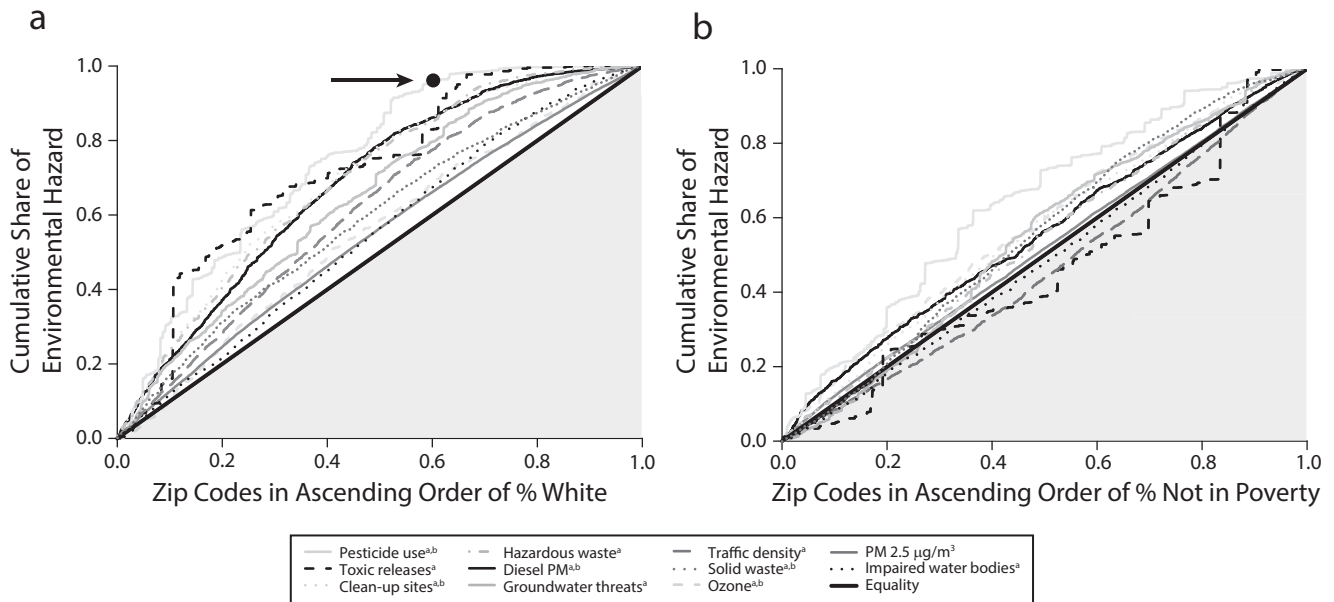 a
Cumulative Share of
Environmental Hazard
1.0
0.8
0.6
0.4
0.2
0.0
0.0 0.2 0.4 0.6 0.8 1.0
Zip Codes in Ascending Order of % White
b
Cumulative Share of
Environmental Hazard
1.0
0.8
0.6
0.4
0.2
0.0
0.0 0.2 0.4 0.6 0.8 1.0
Zip Codes in Ascending Order of % Not in Poverty
Pesticide useᵃ,ᵇ Hazardous wasteᵃ Traffic densityᵃ PM 2.5 μg/m³
Toxic releasesᵃ Diesel PMᵃ,ᵇ Solid wasteᵃ,ᵇ Impaired water bodiesᵃ
Clean-up sitesᵃ,ᵇ Groundwater threatsᵃ Ozoneᵃ,ᵇ Equality